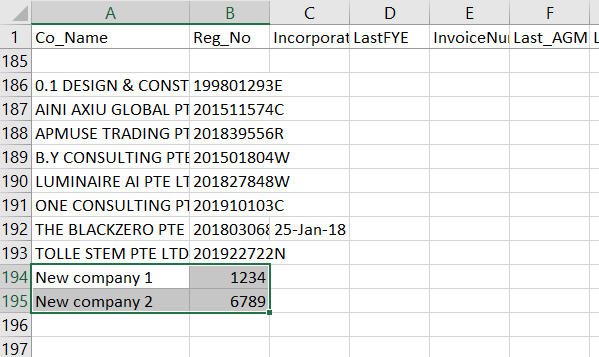 A B C D E F
1 Co_Name Reg_No Incorporat LastFYE InvoiceNu Last_AGM
185
186 0.1 DESIGN & CONST 199801293E
187 AINI AXIU GLOBAL PT 201511574C
188 APMUSE TRADING PT 201839556R
189 B.Y CONSULTING PTE 201501804W
190 LUMINAIRE AI PTE LT 201827848W
191 ONE CONSULTING PT 201910103C
192 THE BLACKZERO PTE 201803068 25-Jan-18
193 TOLLE STEM PTE LTD 201922722N
194 New company 1 1234
195 New company 2 6789
196
197